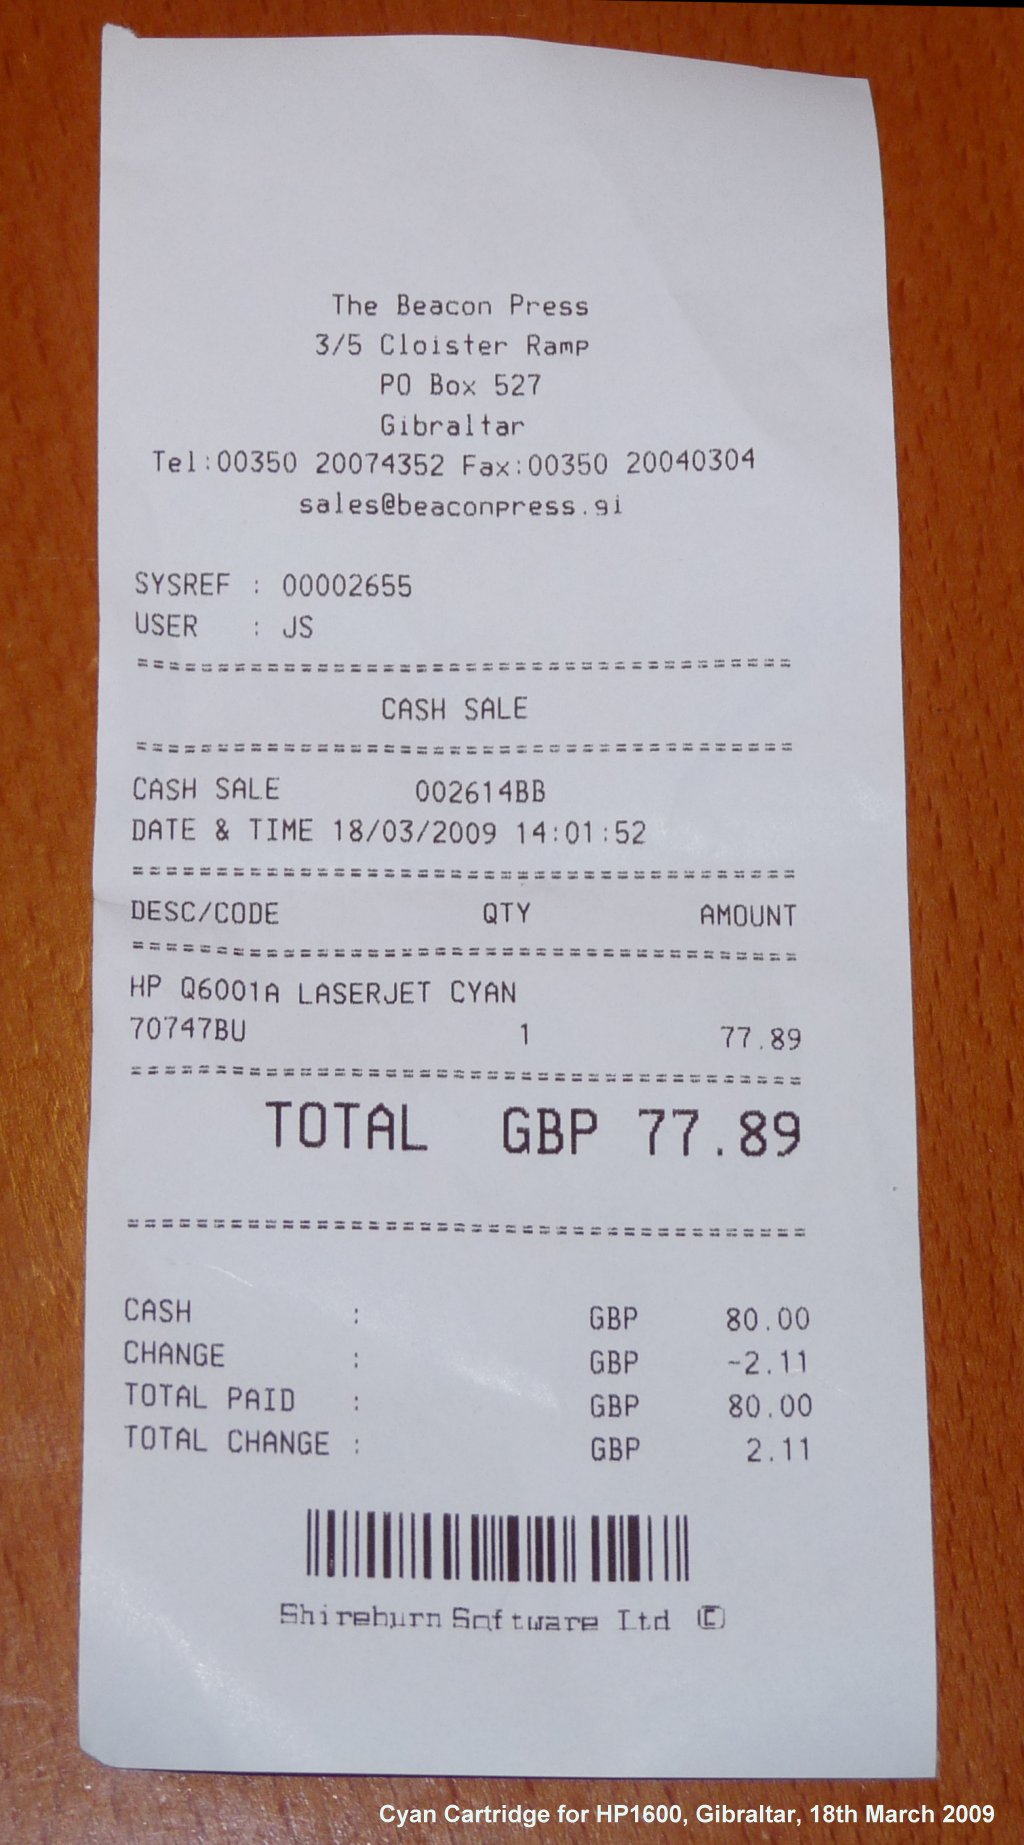 The Beacon Press
3/5 Cloister Ramp
PO Box 527
Gibraltar
Tel:00350 20074352 Fax:00350 20040304
sales@beaconpress.gi
SYSREF : 00002655
USER : JS
=========================================
CASH SALE
=========================================
CASH SALE 002614BB
DATE & TIME 18/03/2009 14:01:52
=========================================
DESC/CODE QTY AMOUNT
=========================================
HP Q6001A LASERJET CYAN
70747BU 1 77.89
=========================================
TOTAL GBP 77.89
=========================================
CASH : GBP 80.00
CHANGE : GBP -2.11
TOTAL PAID : GBP 80.00
TOTAL CHANGE : GBP 2.11
Shireburn Software Ltd ©
Cyan Cartridge for HP1600, Gibraltar, 18th March 2009